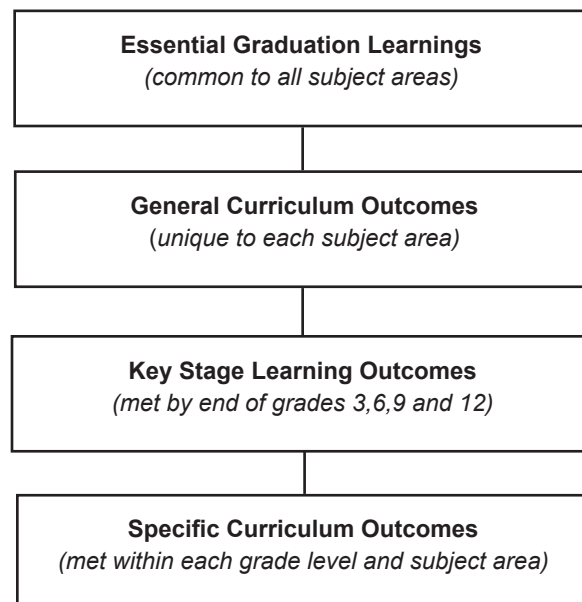 Essential Graduation Learnings
(common to all subject areas)
General Curriculum Outcomes
(unique to each subject area)
Key Stage Learning Outcomes
(met by end of grades 3,6,9 and 12)
Specific Curriculum Outcomes
(met within each grade level and subject area)